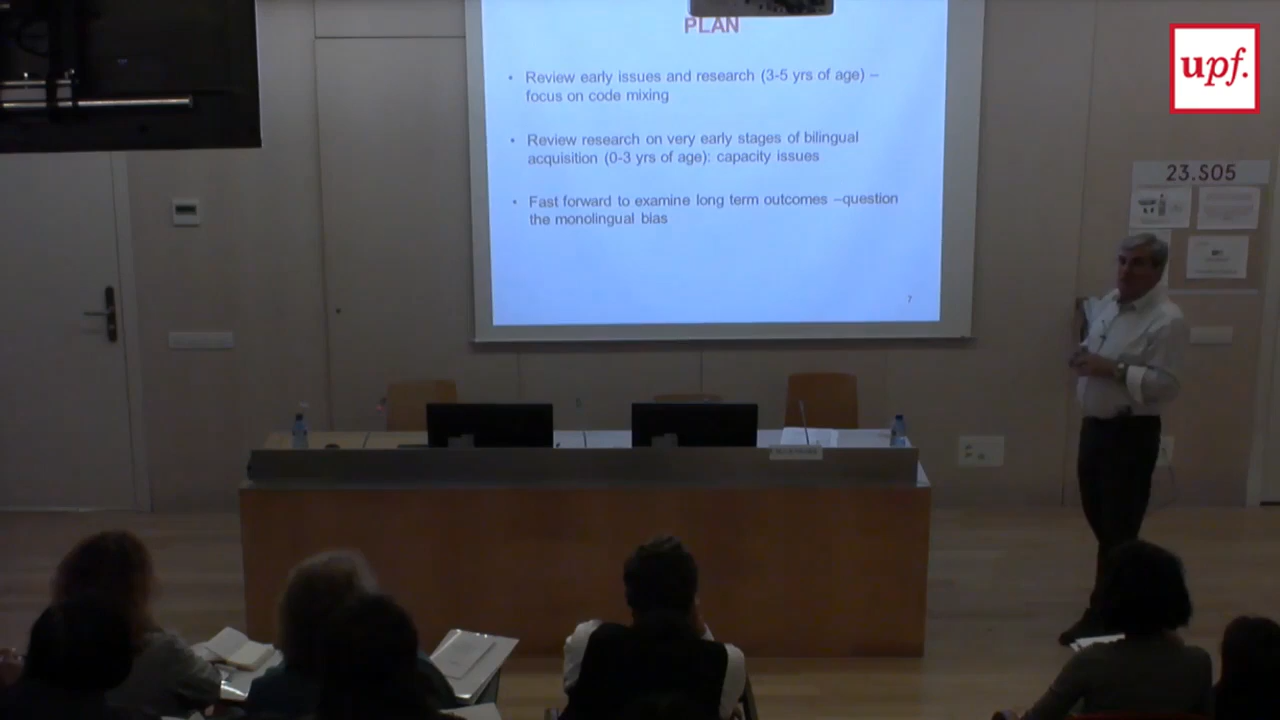 PLAN
• Review early issues and research (3-5 yrs of age) –
focus on code mixing
• Review research on very early stages of bilingual
acquisition (0-3 yrs of age): capacity issues
• Fast forward to examine long term outcomes –question
the monolingual bias
7
upf.
23.S05